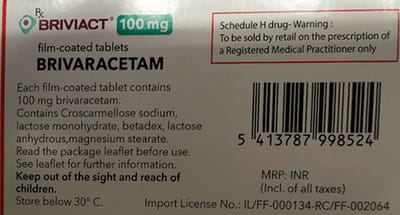 Rx
BRIVIACT® 100 mg
film-coated tablets
BRIVARACETAM
Schedule H drug- Warning :
To be sold by retail on the prescription of
a Registered Medical Practitioner only
Each film-coated tablet contains
100 mg brivaracetam.
Contains Croscarmellose sodium,
lactose monohydrate, betadex, lactose
anhydrous,magnesium stearate.
Read the package leaflet before use.
See leaflet for further information.
Keep out of the sight and reach of
children.
Store below 30° C.
5 413787 998524
MRP: INR
(Incl. of all taxes)
Import License No.: IL/FF-000134-RC/FF-002064